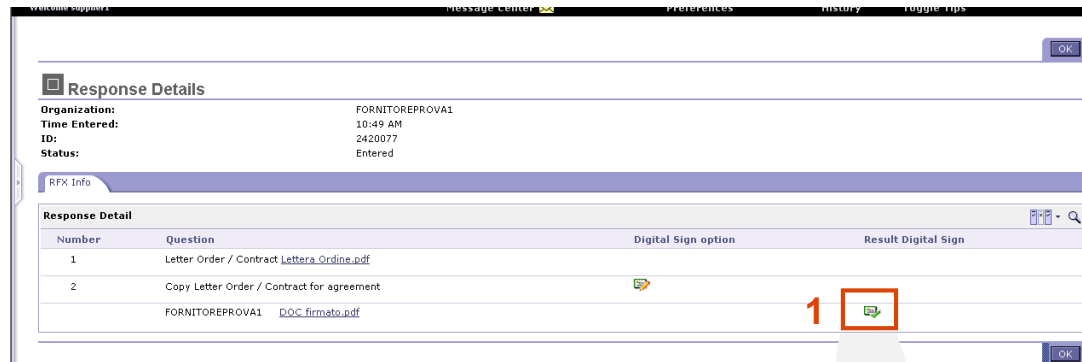 Welcome supplier1 Message Center Preferences History Toggle Tips
OK
Response Details
Organization: FORNITOREPROVA1
Time Entered: 10:49 AM
ID: 2420077
Status: Entered
RFX Info
Response Detail
Number Question Digital Sign option Result Digital Sign
1 Letter Order / Contract Lettera Ordine.pdf
2 Copy Letter Order / Contract for agreement
FORNITOREPROVA1 DOC firmato.pdf 1
OK